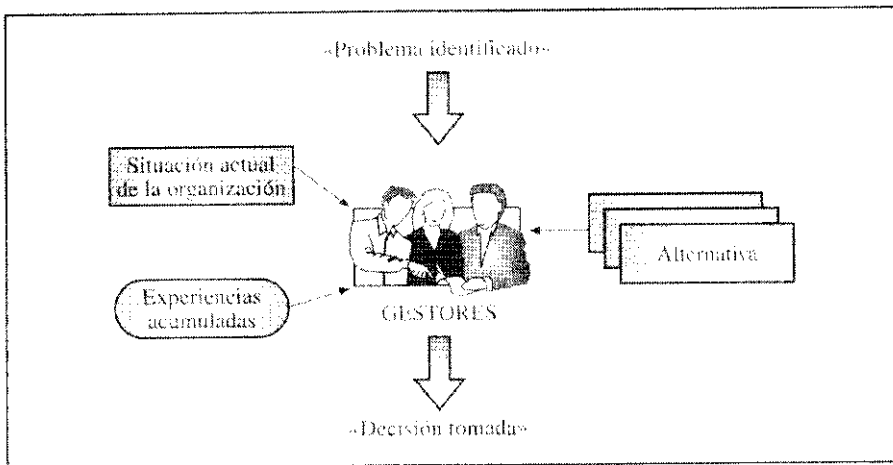 «Problema identificado»
Situación actual
de la organización
Alternativa
Experiencias
acumuladas
GESTORES
«Decisión tomada»